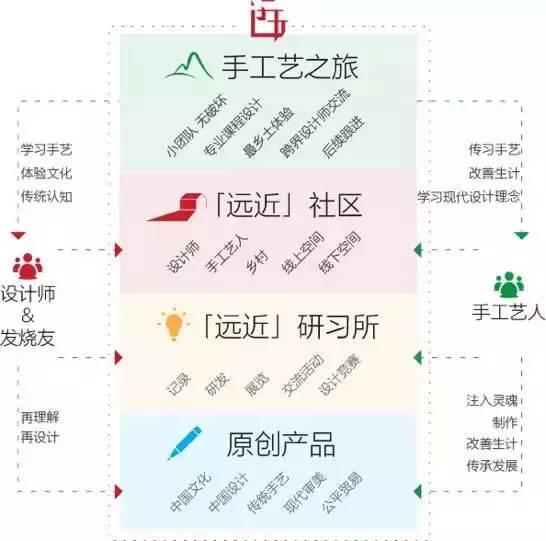 手工艺之旅
小团队 无破坏
专业课程设计
最乡土体验
跨界设计师交流
后续跟进
学习手艺
体验文化
传统认知
传习手艺
改善生计
学习现代设计理念
「远近」社区
设计师
手工艺人
乡村
线上空间
线下空间
设计师
&
发烧友
手工艺人
「远近」研习所
记录
研发
展览
交流活动
设计竞赛
再理解
再设计
注入灵魂
制作
改善生计
传承发展
原创产品
中国文化
中国设计
传统手艺
现代审美
公平贸易